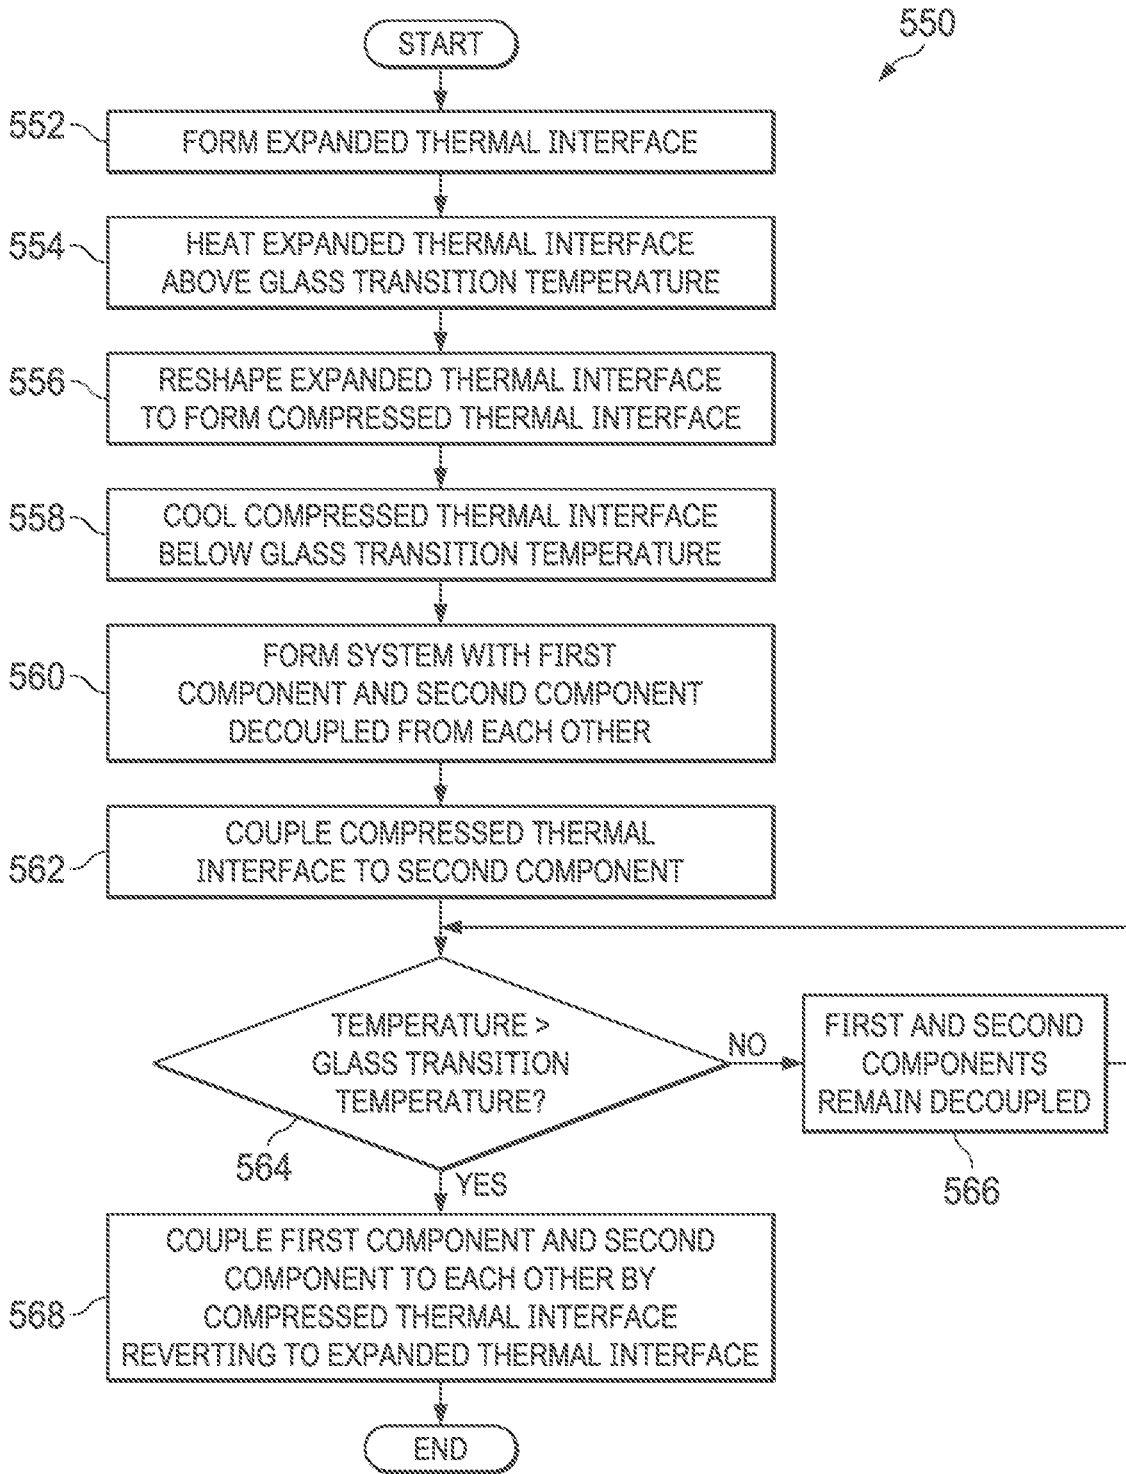 550
START
552
FORM EXPANDED THERMAL INTERFACE
554
HEAT EXPANDED THERMAL INTERFACE
ABOVE GLASS TRANSITION TEMPERATURE
556
RESHAPE EXPANDED THERMAL INTERFACE
TO FORM COMPRESSED THERMAL INTERFACE
558
COOL COMPRESSED THERMAL INTERFACE
BELOW GLASS TRANSITION TEMPERATURE
560
FORM SYSTEM WITH FIRST
COMPONENT AND SECOND COMPONENT
DECOUPLED FROM EACH OTHER
562
COUPLE COMPRESSED THERMAL
INTERFACE TO SECOND COMPONENT
TEMPERATURE >
GLASS TRANSITION
TEMPERATURE?
564
NO
FIRST AND SECOND
COMPONENTS
REMAIN DECOUPLED
566
YES
568
COUPLE FIRST COMPONENT AND SECOND
COMPONENT TO EACH OTHER BY
COMPRESSED THERMAL INTERFACE
REVERTING TO EXPANDED THERMAL INTERFACE
END